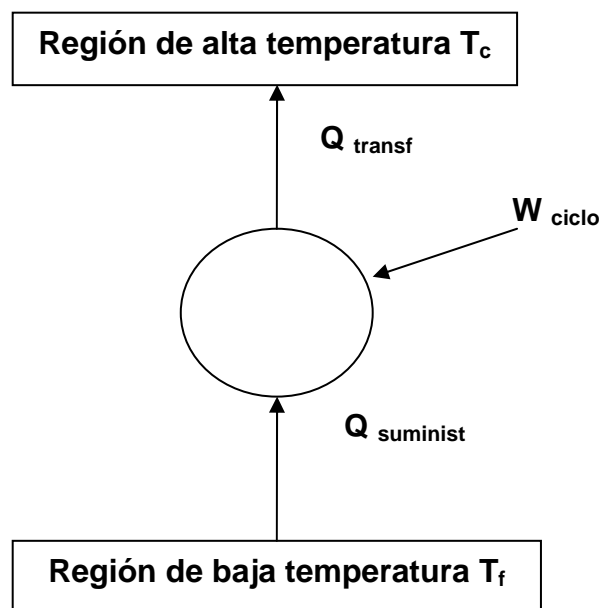 Región de alta temperatura Tc
Q transf
W ciclo
Q suminist
Región de baja temperatura Tf